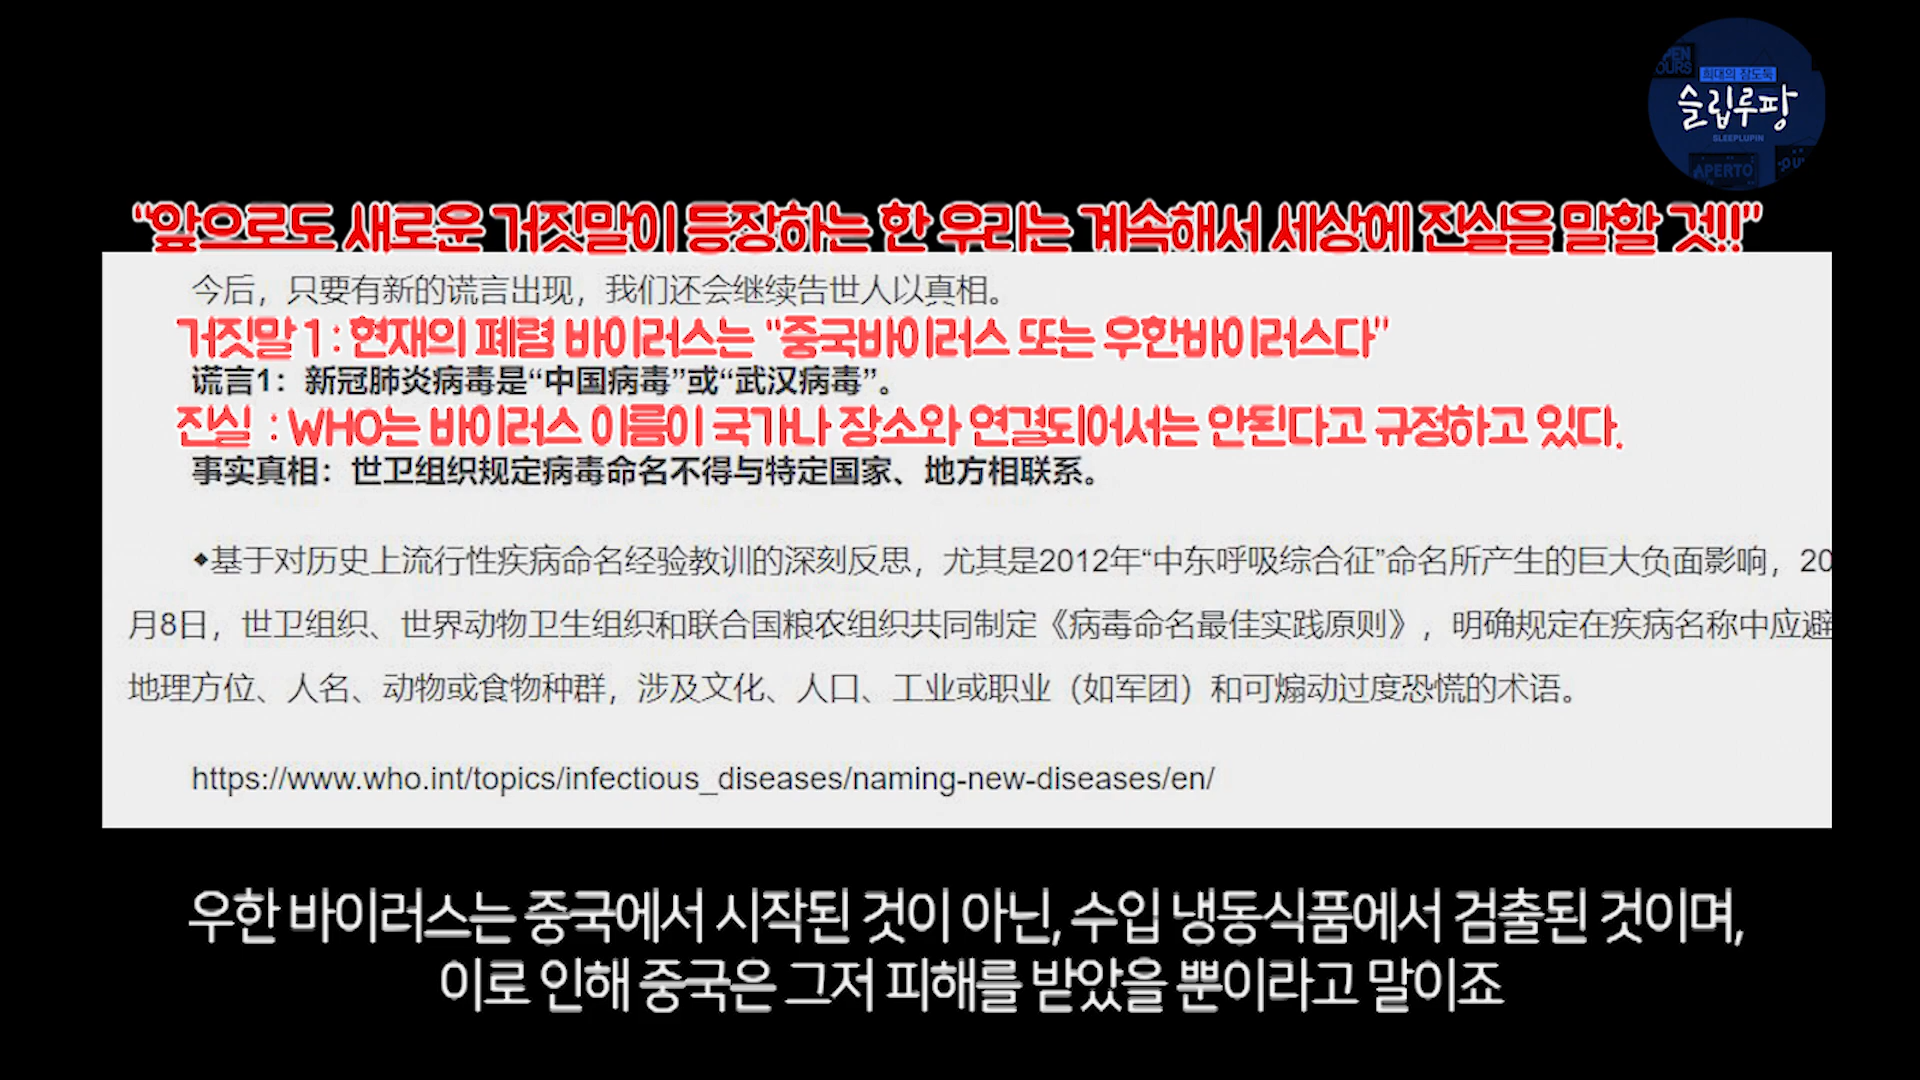 OPEN
OURS
희대의 잠도둑
슬립루팡
SLEEPLUPIN
APERTO
"앞으로도 새로운 거짓말이 등장하는 한 우리는 계속해서 세상에 진실을 말할 것!!"
今后，只要有新的谎言出现，我们还会继续告世人以真相。
거짓말 1 : 현재의 폐렴 바이러스는 "중국바이러스 또는 우한바이러스다"
谎言1：新冠肺炎病毒是“中国病毒”或“武汉病毒”。
진실 : WHO는 바이러스 이름이 국가나 장소와 연결되어서는 안된다고 규정하고 있다.
事实真相：世卫组织规定病毒命名不得与特定国家、地方相联系。
◆基于对历史上流行性疾病命名经验教训的深刻反思，尤其是2012年“中东呼吸综合征”命名所产生的巨大负面影响，20
月8日，世卫组织、世界动物卫生组织和联合国粮农组织共同制定《病毒命名最佳实践原则》，明确规定在疾病名称中应避
地理方位、人名、动物或食物种群，涉及文化、人口、工业或职业（如军团）和可煽动过度恐慌的术语。
https://www.who.int/topics/infectious_diseases/naming-new-diseases/en/
우한 바이러스는 중국에서 시작된 것이 아닌, 수입 냉동식품에서 검출된 것이며,
이로 인해 중국은 그저 피해를 받았을 뿐이라고 말이죠